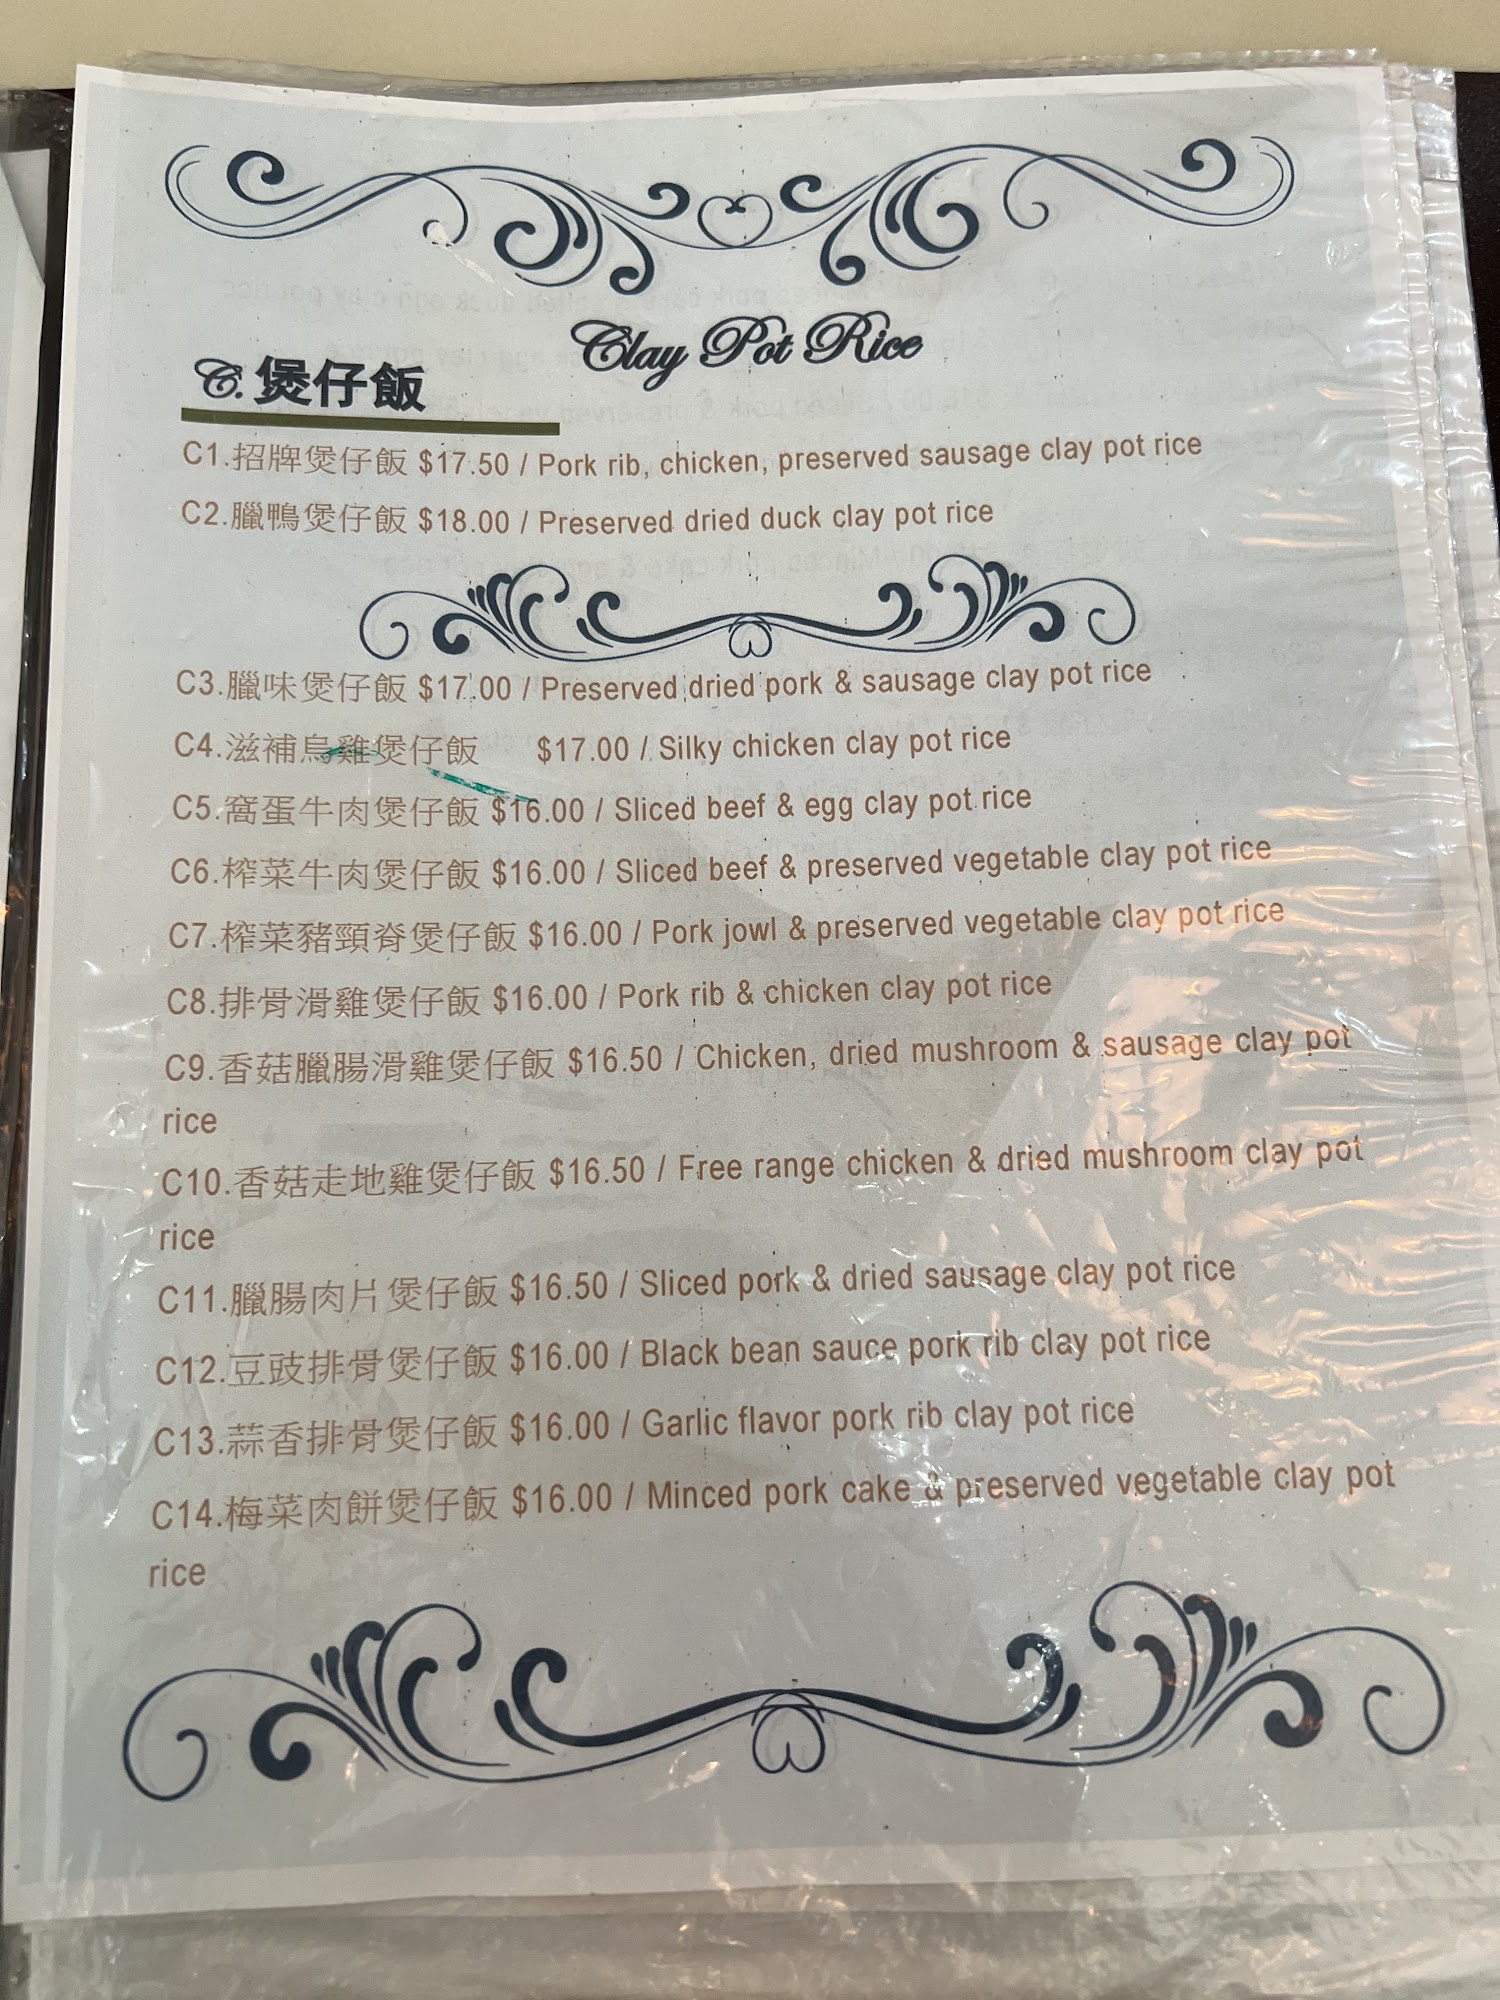 Clay Pot Rice
C. 煲仔飯
C1.招牌煲仔飯 $17.50 / Pork rib, chicken, preserved sausage clay pot rice
C2.臘鴨煲仔飯 $18.00 / Preserved dried duck clay pot rice
C3.臘味煲仔飯 $17.00 / Preserved dried pork & sausage clay pot rice
C4.滋補烏雞煲仔飯 $17.00 / Silky chicken clay pot rice
C5.窩蛋牛肉煲仔飯 $16.00 / Sliced beef & egg clay pot rice
C6.榨菜牛肉煲仔飯 $16.00 / Sliced beef & preserved vegetable clay pot rice
C7.榨菜豬頸脊煲仔飯 $16.00 / Pork jowl & preserved vegetable clay pot rice
C8.排骨滑雞煲仔飯 $16.00 / Pork rib & chicken clay pot rice
C9.香菇臘腸滑雞煲仔飯 $16.50 / Chicken, dried mushroom & sausage clay pot
rice
C10.香菇走地雞煲仔飯 $16.50 / Free range chicken & dried mushroom clay pot
rice
C11.臘腸肉片煲仔飯 $16.50 / Sliced pork & dried sausage clay pot rice
C12.豆豉排骨煲仔飯 $16.00 / Black bean sauce pork rib clay pot rice
C13.蒜香排骨煲仔飯 $16.00 / Garlic flavor pork rib clay pot rice
C14.梅菜肉餅煲仔飯 $16.00 / Minced pork cake & preserved vegetable clay pot
rice